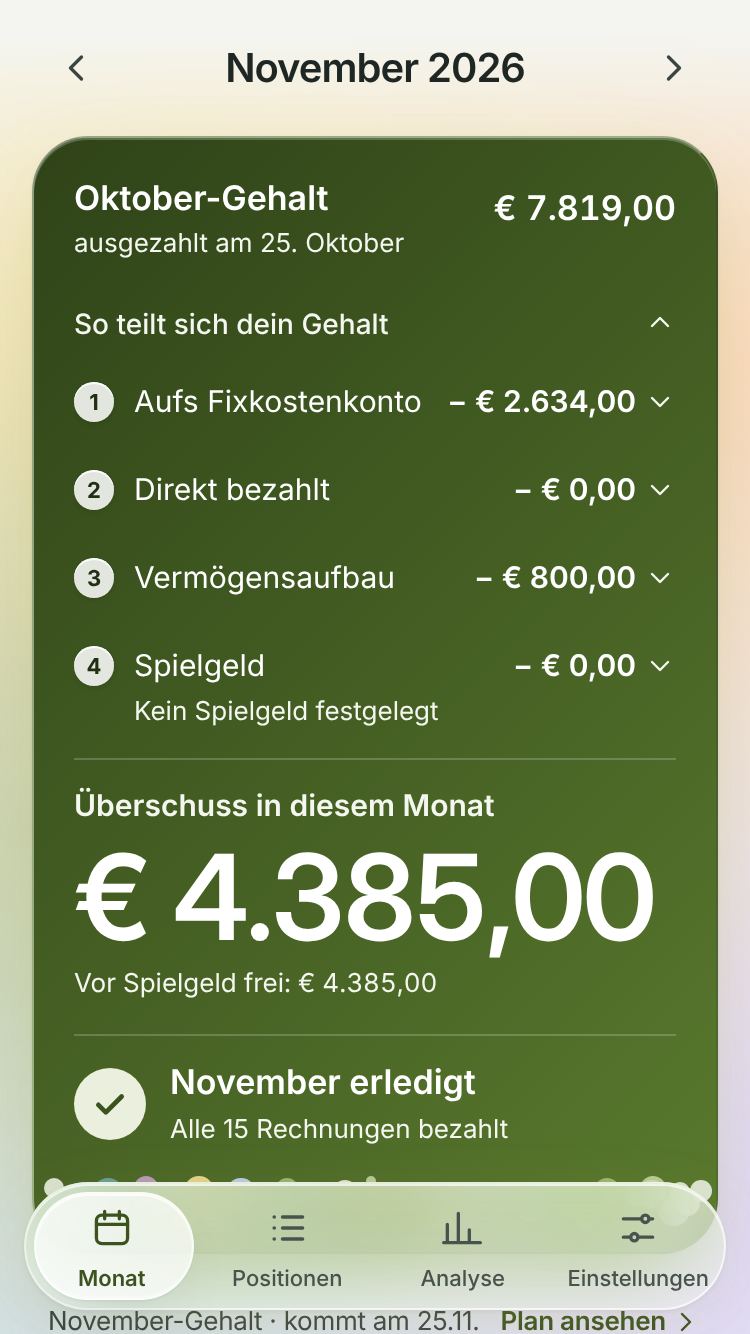 November 2026
Oktober-Gehalt
€ 7.819,00
ausgezahlt am 25. Oktober
So teilt sich dein Gehalt
1 Aufs Fixkostenkonto – € 2.634,00
2 Direkt bezahlt – € 0,00
3 Vermögensaufbau – € 800,00
4 Spielgeld – € 0,00
Kein Spielgeld festgelegt
Überschuss in diesem Monat
€ 4.385,00
Vor Spielgeld frei: € 4.385,00
November erledigt
Alle 15 Rechnungen bezahlt
Monat Positionen Analyse Einstellungen
November-Gehalt · kommt am 25.11. Plan ansehen